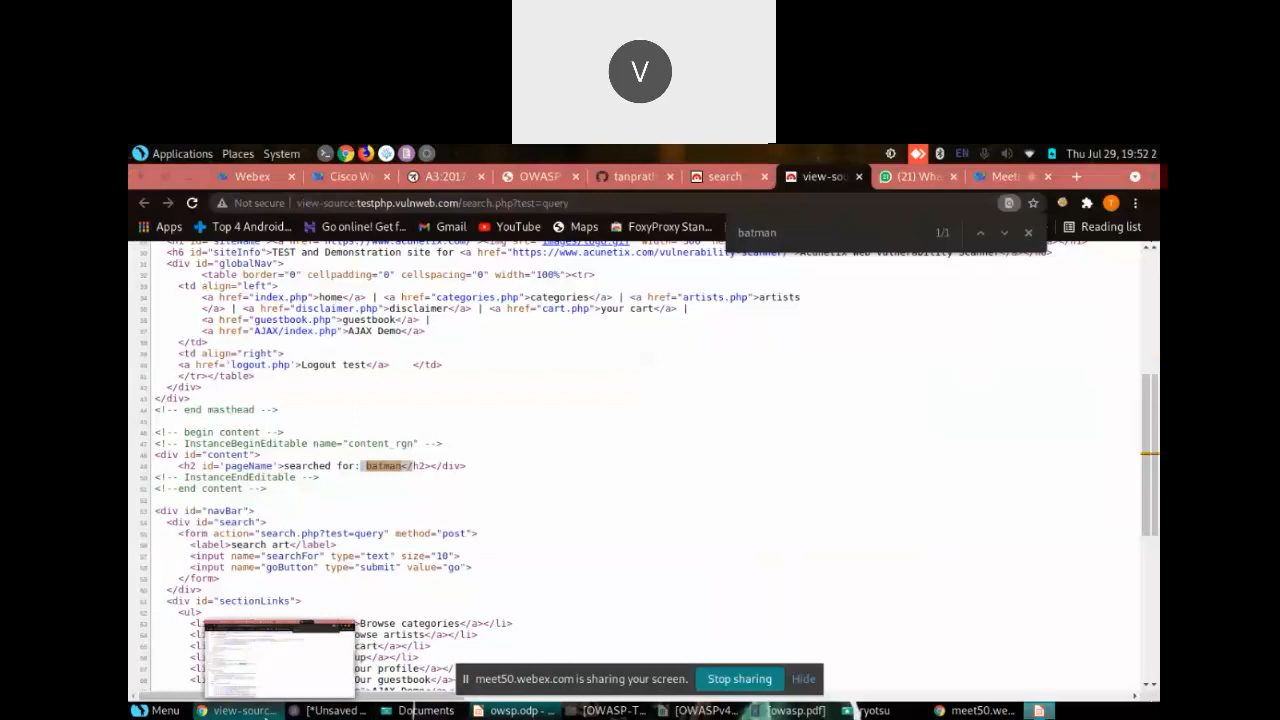 V
Applications Places System
EN
Thu Jul 29, 19:52 2
Webex
Cisco W
A3:2017
OWASP
tanprath
search
view-sou
(21) Wha
Meet
Not secure | view-source:testphp.vulnweb.com/search.php?test=query
Apps
Top 4 Android...
Go online! Get f...
Gmail
YouTube
Maps
FoxyProxy Stan...
Reading list
batman
1/1
<h6 id="siteInfo">TEST and Demonstration site for <a href="https://www.acunetix.com/vulnerability-scanner/">Acunetix Web Vulnerability Scanner</a></h6>
<div id="globalNav">
<table border="0" cellpadding="0" cellspacing="0" width="100%"><tr>
<td align="left">
<a href="index.php">home</a> | <a href="categories.php">categories</a> | <a href="artists.php">artists
</a> | <a href="disclaimer.php">disclaimer</a> | <a href="cart.php">your cart</a> |
<a href="guestbook.php">guestbook</a> |
<a href="AJAX/index.php">AJAX Demo</a>
</td>
<td align="right">
<a href='logout.php'>Logout test</a> </td>
</tr></table>
</div>
</div>
<!-- end masthead -->
<!-- begin content -->
<!-- InstanceBeginEditable name="content_rgn" -->
<div id="content">
<h2 id='pageName'>searched for: batman</h2></div>
<!-- InstanceEndEditable -->
<!--end content -->
<div id="navBar">
<div id="search">
<form action="search.php?test=query" method="post">
<label>search art</label>
<input name="searchFor" type="text" size="10">
<input name="goButton" type="submit" value="go">
</form>
</div>
<div id="sectionLinks">
<ul>
<l Browse categories</a></li>
<l owse artists</a></li>
<l cart</a></li>
<l up</a></li>
<l our profile</a></
<l Our guestbook</
meet50.webex.com is sharing your screen.
Stop sharing
Hide
Menu
view-sourc...
[*Unsaved ...
Documents
owsp.odp - ...
[OWASP-T...
[OWASPv4...
[owasp.pdf]
ryotsu
meet50.we...